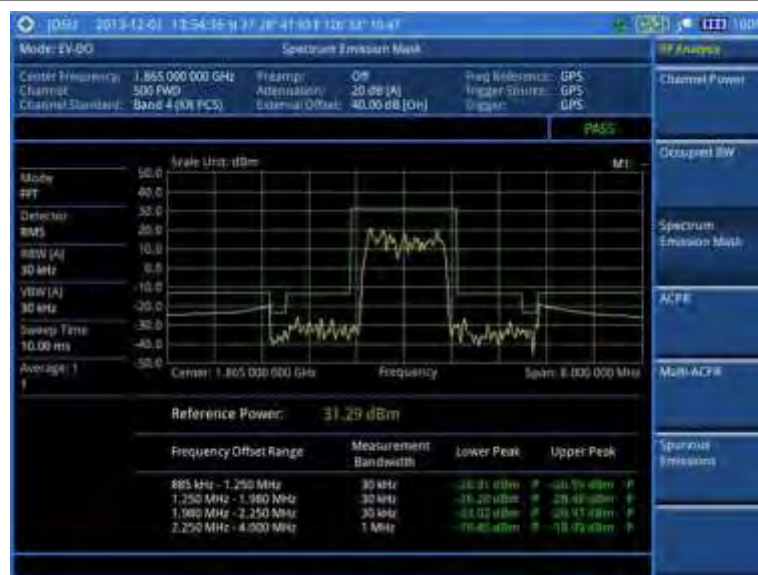 2013-12-01
100%
Mode: EV-DO
Spectrum Emission Mask
RF Analysis
Center Frequency: 1.865 000 000 GHz
Preamp: Off
Freq Reference: GPS
Channel: 500 FWD
Attenuation: 20 dB [A]
Trigger Source: GPS
Channel Standard: Band 4 (KR PCS)
External Offset: 40.00 dB [On]
Trigger: GPS
PASS
Channel Power
Occupied BW
Spectrum
Emission Mask
ACPR
Multi-ACPR
Spurious
Emissions
Mode
FFT
Detector
RMS
RBW [A]
30 kHz
VBW [A]
30 kHz
Sweep Time
10.00 ms
Average: 1
1
Scale Unit: dBm
M1: --
50.0
40.0
30.0
20.0
10.0
0.0
-10.0
-20.0
-30.0
-40.0
-50.0
Center: 1.865 000 000 GHz
Frequency
Span: 8.000 000 MHz
Reference Power: 31.29 dBm
Frequency Offset Range
Measurement
Bandwidth
Lower Peak
Upper Peak
885 kHz - 1.250 MHz
30 kHz
1.250 MHz - 1.980 MHz
30 kHz
1.980 MHz - 2.250 MHz
30 kHz
2.250 MHz - 4.000 MHz
1 MHz